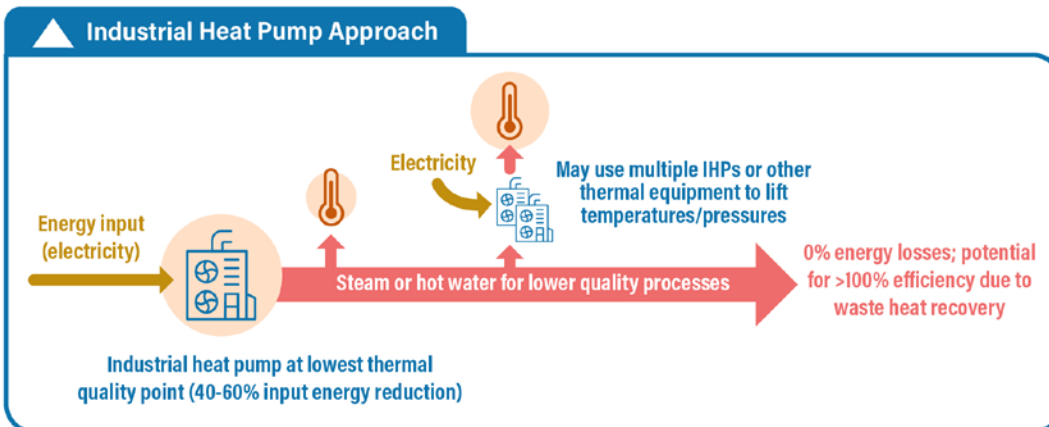 Industrial Heat Pump Approach
Electricity
May use multiple IHPs or other
thermal equipment to lift
temperatures/pressures
Energy input
(electricity)
Steam or hot water for lower quality processes
0% energy losses; potential
for >100% efficiency due to
waste heat recovery
Industrial heat pump at lowest thermal
quality point (40-60% input energy reduction)